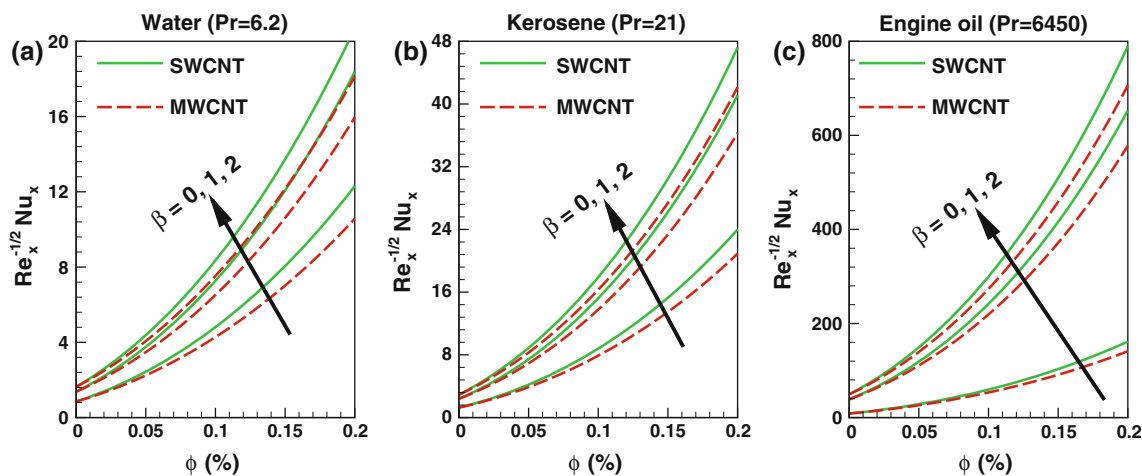 Water (Pr=6.2)
(a)
20
16
12
8
4
0
SWCNT
MWCNT
β = 0, 1, 2
Re_x^{-1/2} Nu_x
0 0.05 0.1 0.15 0.2
ϕ (%)
Kerosene (Pr=21)
(b)
48
36
24
12
0
SWCNT
MWCNT
β = 0, 1, 2
Re_x^{-1/2} Nu_x
0 0.05 0.1 0.15 0.2
ϕ (%)
Engine oil (Pr=6450)
(c)
800
600
400
200
0
SWCNT
MWCNT
β = 0, 1, 2
Re_x^{-1/2} Nu_x
0 0.05 0.1 0.15 0.2
ϕ (%)